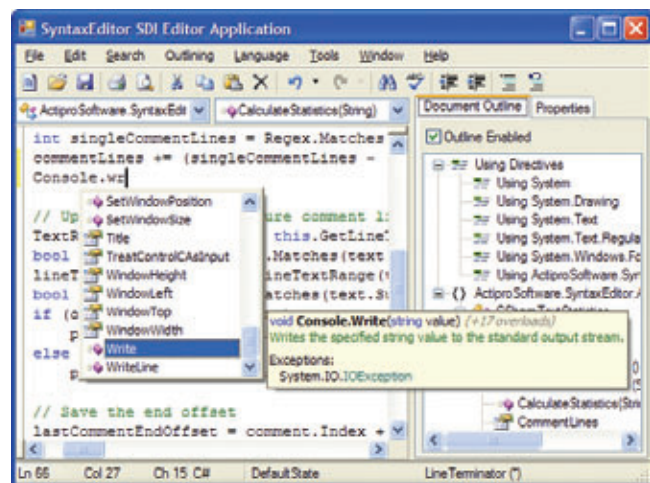 SyntaxEditor SDI Editor Application
File Edit Search Outlining Language Tools Window Help
ActiproSoftware.SyntaxEdit CalculateStatistics(String)
Document Outline Properties
Outline Enabled
int singleCommentLines = Regex.Matches
commentLines += (singleCommentLines -
Console.wr
SetWindowPosition
SetWindowSize
Title
TreatControlCAsInput
WindowHeight
WindowLeft
WindowTop
WindowWidth
Write
WriteLine
// Up ure comment l
TextR this.GetLine
bool .Matches(text
lineT ineTextRange(
bool atches(text.Su
if (
p
else
p
// Save the end offset
lastCommentEndOffset = comment.Index +
void Console.Write(string value) (+17 overloads)
Writes the specified string value to the standard output stream.
Exceptions:
System.IO.IOException
Using Directives
Using System
Using System.Drawing
Using System.Text
Using System.Text.Regula
Using System.Windows.Fo
Using ActiproSoftware.Syr
{} ActiproSoftware.SyntaxEditor.
CalculateStatistics(Stri
CommentLines
Ln 66 Col 27 Ch 15 C# DefaultState LineTerminator (")